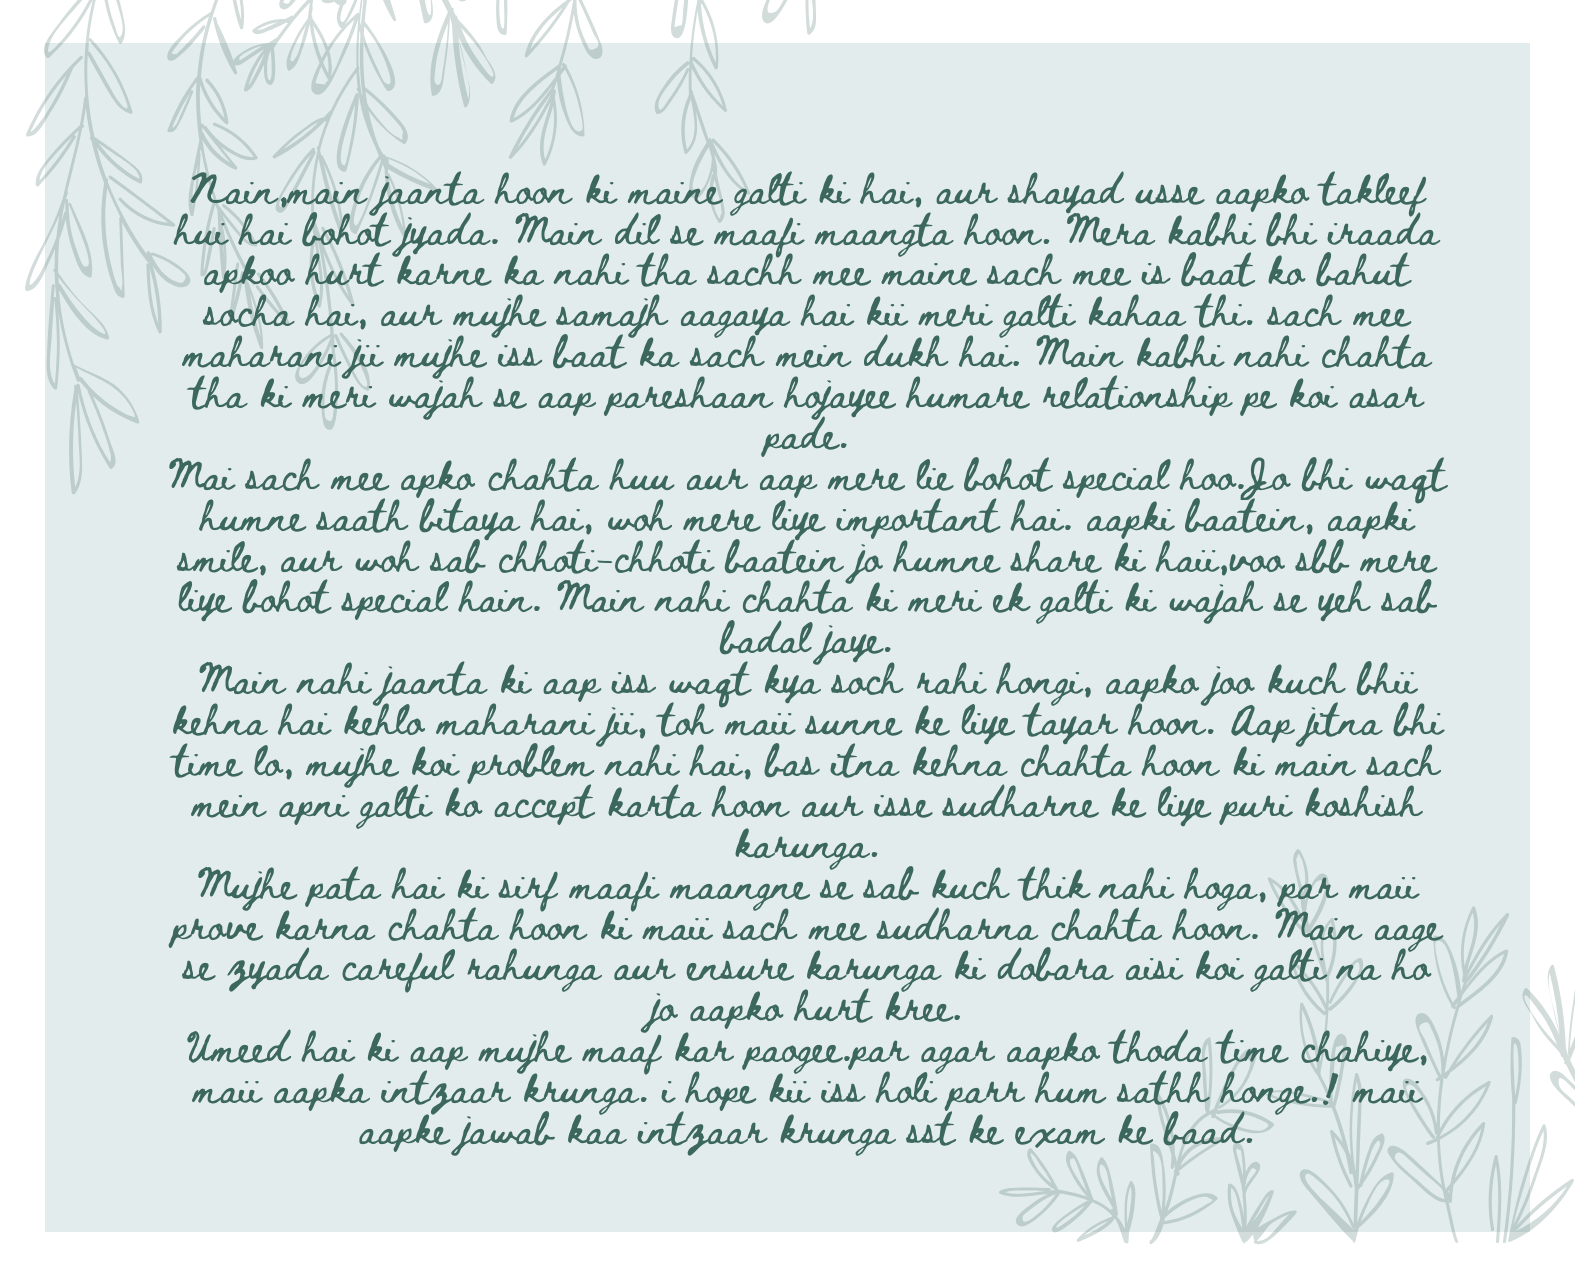 Nain,main jaanta hoon ki maine galti ki hai, aur shayad usse aapko takleef
hui hai bohot jyada. Main dil se maafi maangta hoon. Mera kabhi bhi iraada
apkoo hurt karne ka nahi tha sachh mee maine sach mee is baat ko bahut
socha hai, aur mujhe samajh aagaya hai kii meri galti kahaa thi. sach mee
maharani jii mujhe iss baat ka sach mein dukh hai. Main kabhi nahi chahta
tha ki meri wajah se aap pareshaan hojayee humare relationship pe koi asar
pade.
Mai sach mee apko chahta huu aur aap mere lie bohot special hoo.Jo bhi waqt
humne saath bitaya hai, woh mere liye important hai. aapki baatein, aapki
smile, aur woh sab chhoti-chhoti baatein jo humne share ki haii,voo sbb mere
liye bohot special hain. Main nahi chahta ki meri ek galti ki wajah se yeh sab
badal jaye.
Main nahi jaanta ki aap iss waqt kya soch rahi hongi, aapko joo kuch bhii
kehna hai kehlo maharani jii, toh maii sunne ke liye tayar hoon. Aap jitna bhi
time lo, mujhe koi problem nahi hai, bas itna kehna chahta hoon ki main sach
mein apni galti ko accept karta hoon aur isse sudharne ke liye puri koshish
karunga.
Mujhe pata hai ki sirf maafi maangne se sab kuch thik nahi hoga, par maii
prove karna chahta hoon ki maii sach mee sudharna chahta hoon. Main aage
se zyada careful rahunga aur ensure karunga ki dobara aisi koi galti na ho
jo aapko hurt kree.
Umeed hai ki aap mujhe maaf kar paogee.par agar aapko thoda time chahiye,
maii aapka intzaar krunga. i hope kii iss holi parr hum sathh honge.! maii
aapke jawab kaa intzaar krunga sst ke exam ke baad.